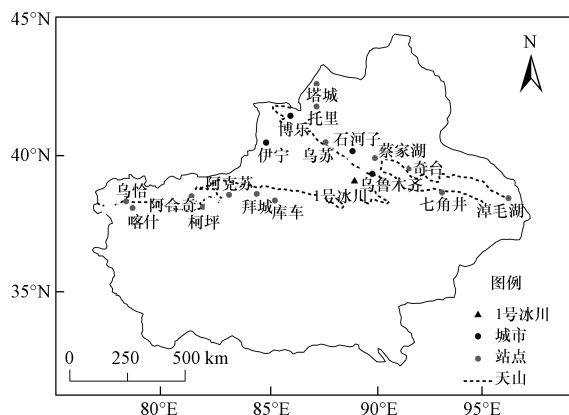 45°N
40°N
35°N
80°E
85°E
90°E
95°E
N
塔城
托里
博乐
石河子
蔡家湖
伊宁
乌苏
奇台
乌鲁木齐
阿克苏
1号冰川
七角井
淖毛湖
乌恰
阿合奇
拜城
库车
喀什
柯坪
图例
1号冰川
城市
站点
天山
0 250 500 km